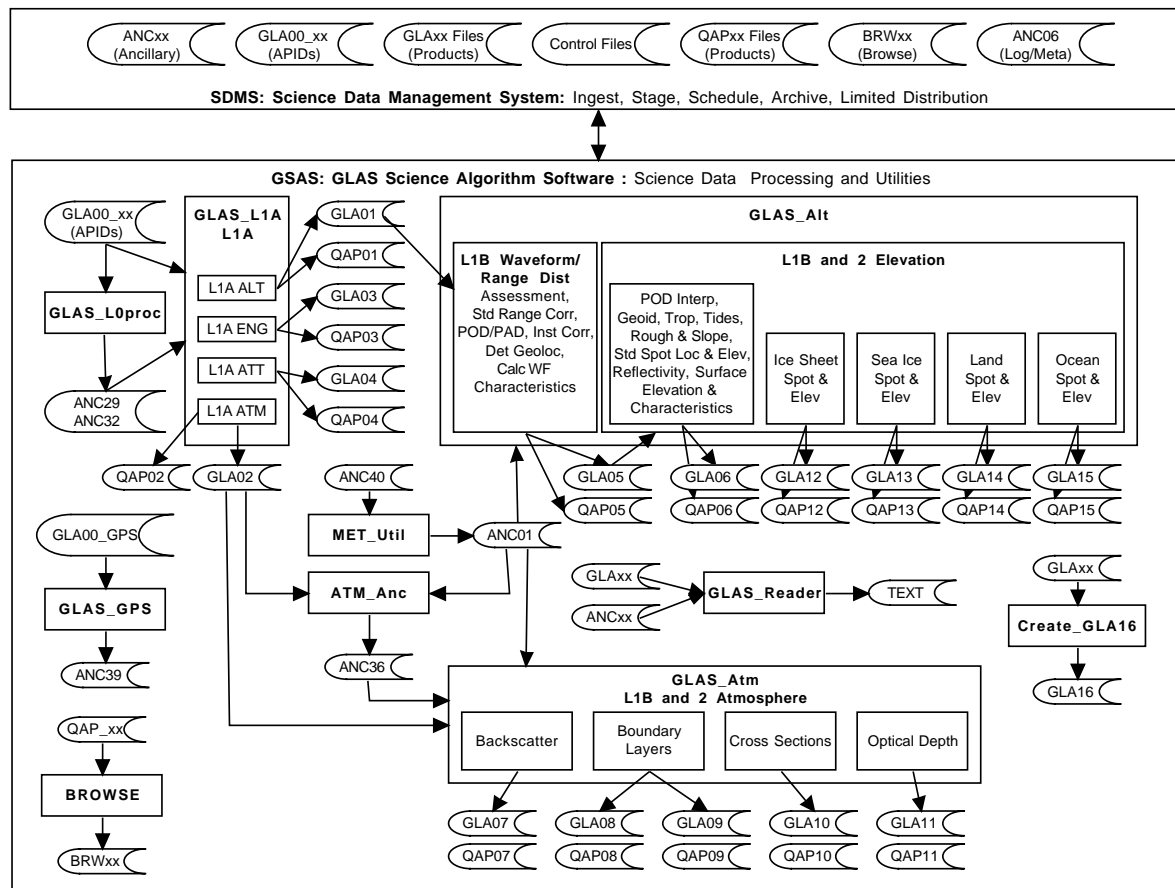 ANCxx
(Ancillary)
GLA00_xx
(APIDs)
GLAxx Files
(Products)
Control Files
QAPxx Files
(Products)
BRWxx
(Browse)
ANC06
(Log/Meta)
SDMS: Science Data Management System: Ingest, Stage, Schedule, Archive, Limited Distribution
GSAS: GLAS Science Algorithm Software : Science Data Processing and Utilities
GLA00_xx
(APIDs)
GLAS_L0proc
ANC29
ANC32
GLAS_L1A
L1A
L1A ALT
L1A ENG
L1A ATT
L1A ATM
GLA01
QAP01
GLA03
QAP03
GLA04
QAP04
QAP02
GLA02
GLAS_Alt
L1B Waveform/
Range Dist
Assessment,
Std Range Corr,
POD/PAD, Inst Corr,
Det Geoloc,
Calc WF
Characteristics
L1B and 2 Elevation
POD Interp,
Geoid, Trop, Tides,
Rough & Slope,
Std Spot Loc & Elev,
Reflectivity, Surface
Elevation &
Characteristics
Ice Sheet
Spot &
Elev
Sea Ice
Spot &
Elev
Land
Spot &
Elev
Ocean
Spot &
Elev
GLA05
QAP05
GLA06
QAP06
GLA12
QAP12
GLA13
QAP13
GLA14
QAP14
GLA15
QAP15
ANC40
MET_Util
ANC01
ATM_Anc
ANC36
GLA00_GPS
GLAS_GPS
ANC39
QAP_xx
BROWSE
BRWxx
GLAxx
ANCxx
GLAS_Reader
TEXT
GLAxx
Create_GLA16
GLA16
GLAS_Atm
L1B and 2 Atmosphere
Backscatter
Boundary
Layers
Cross Sections
Optical Depth
GLA07
QAP07
GLA08
QAP08
GLA09
QAP09
GLA10
QAP10
GLA11
QAP11